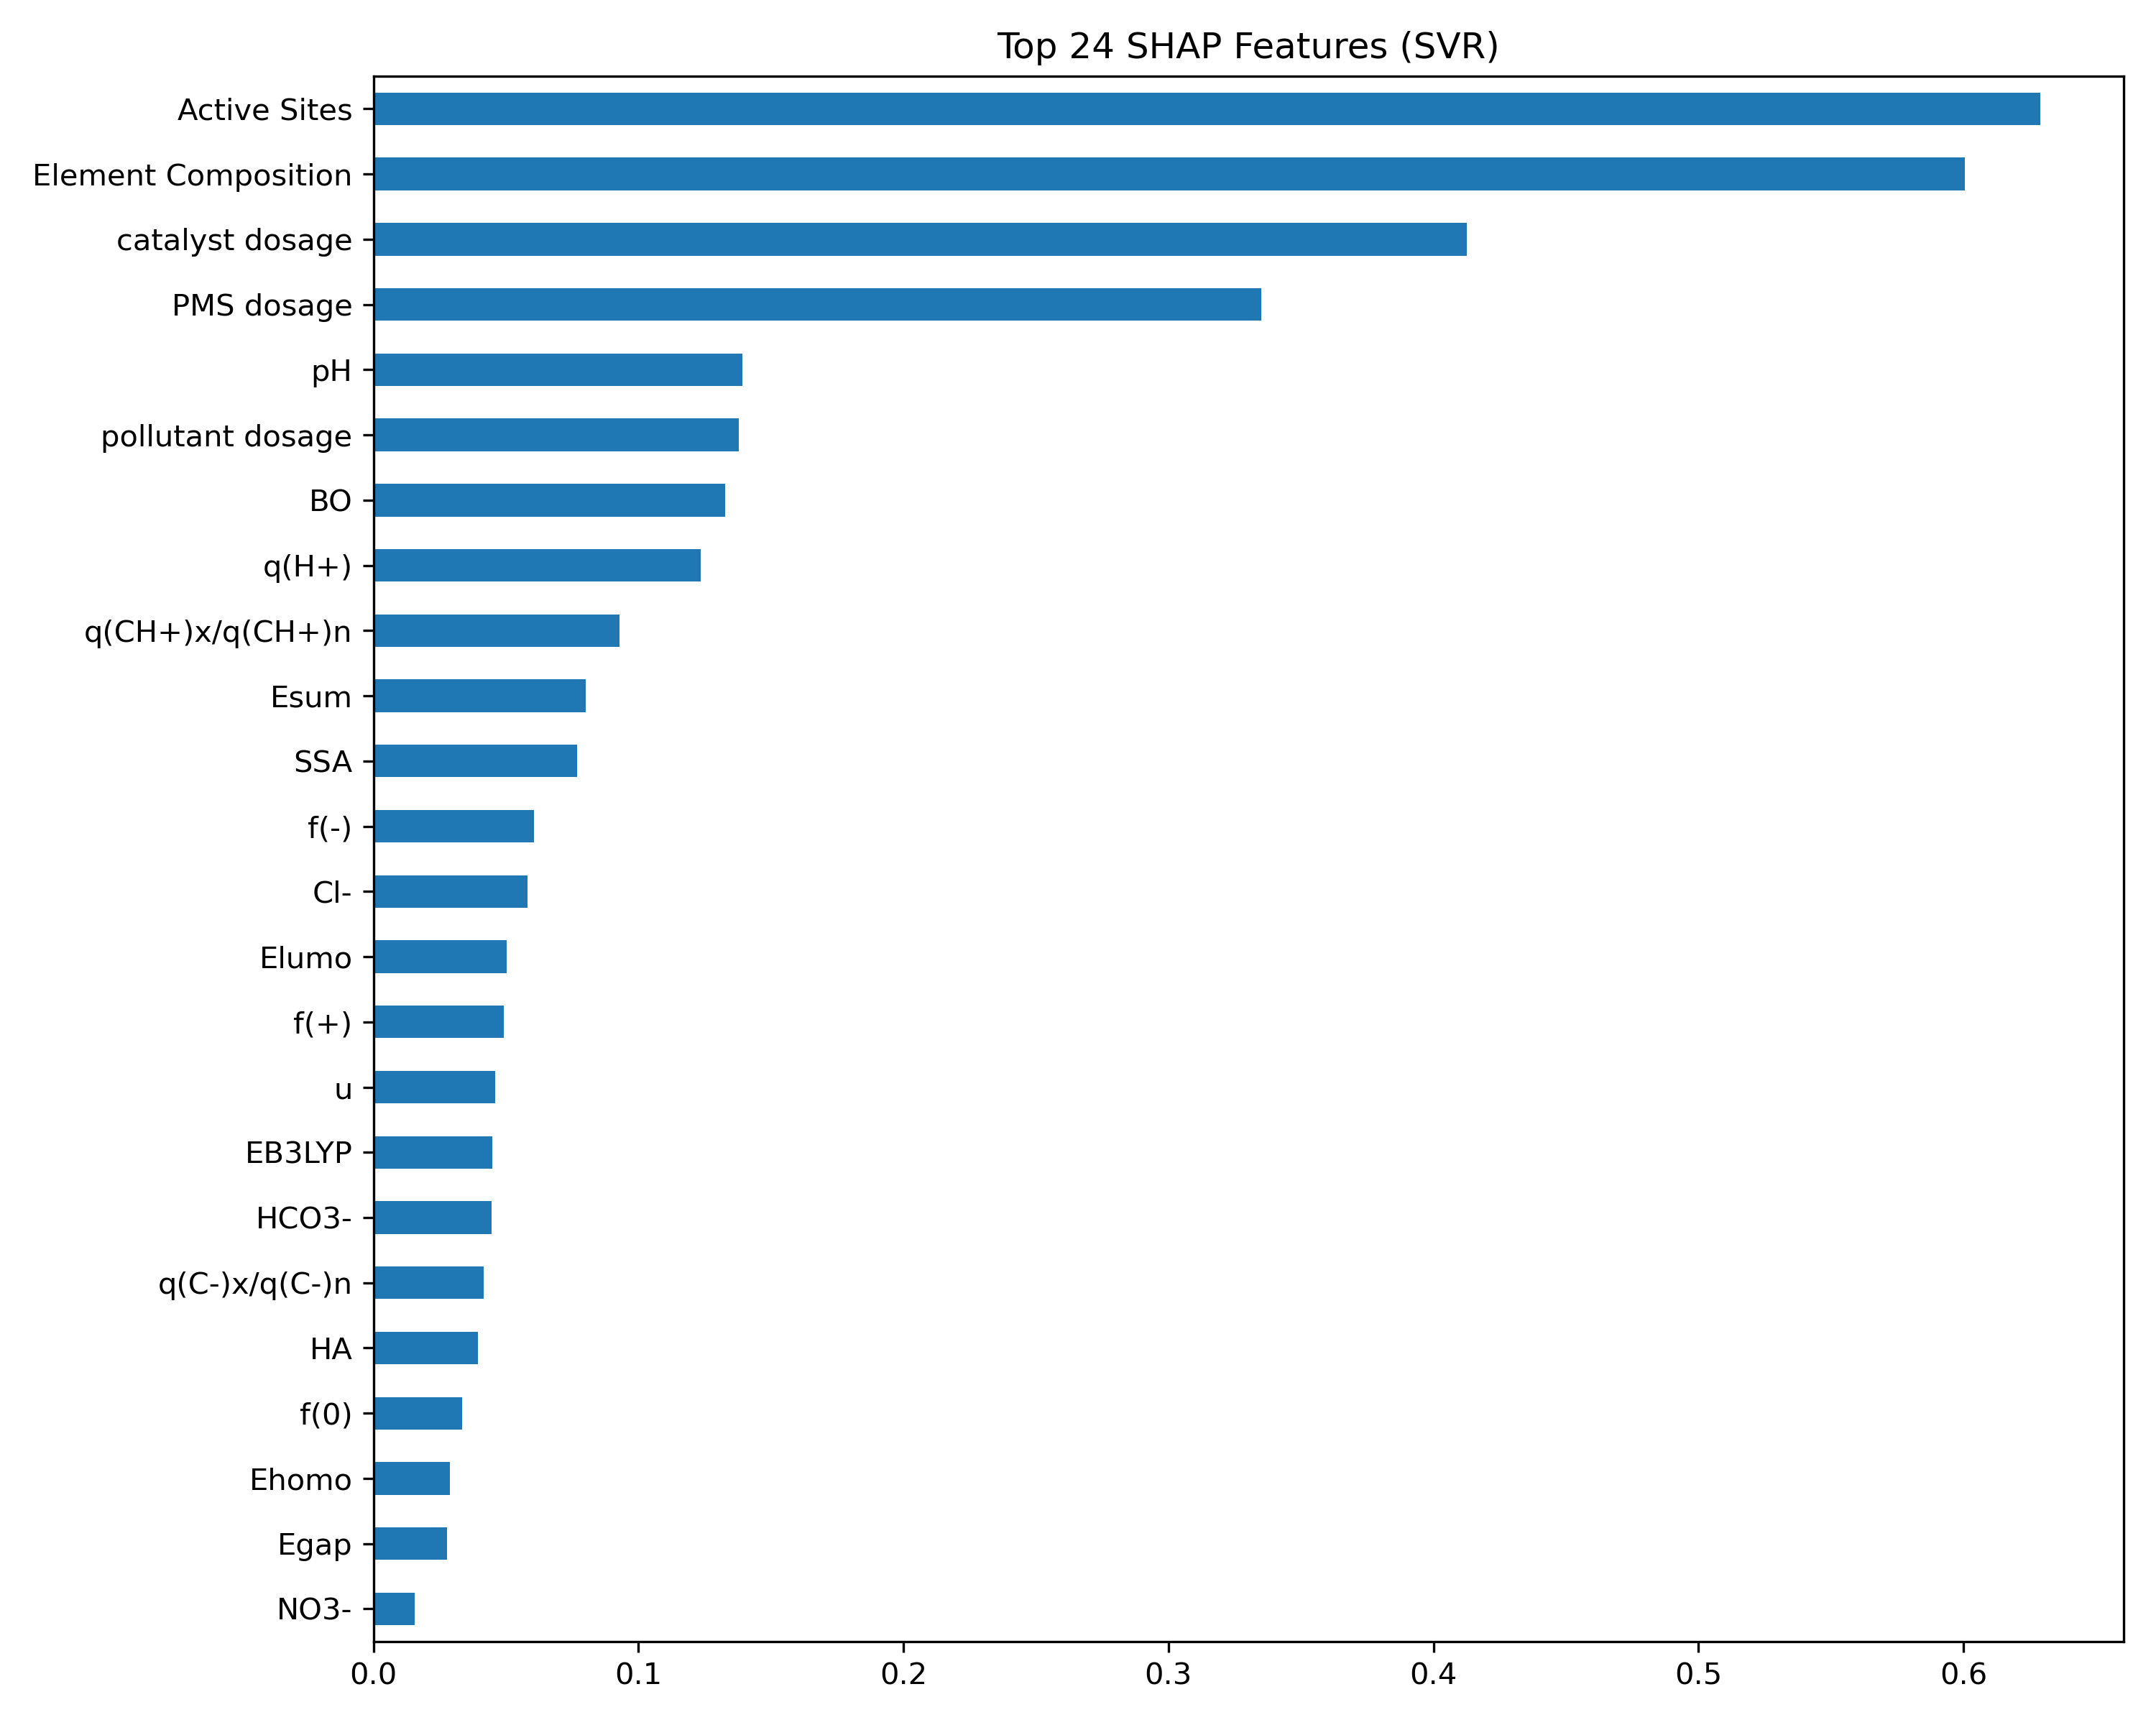 Top 24 SHAP Features (SVR)
Active Sites
Element Composition
catalyst dosage
PMS dosage
pH
pollutant dosage
BO
q(H+)
q(CH+)x/q(CH+)n
Esum
SSA
f(-)
Cl-
Elumo
f(+)
u
EB3LYP
HCO3-
q(C-)x/q(C-)n
HA
f(0)
Ehomo
Egap
NO3-
0.0 0.1 0.2 0.3 0.4 0.5 0.6